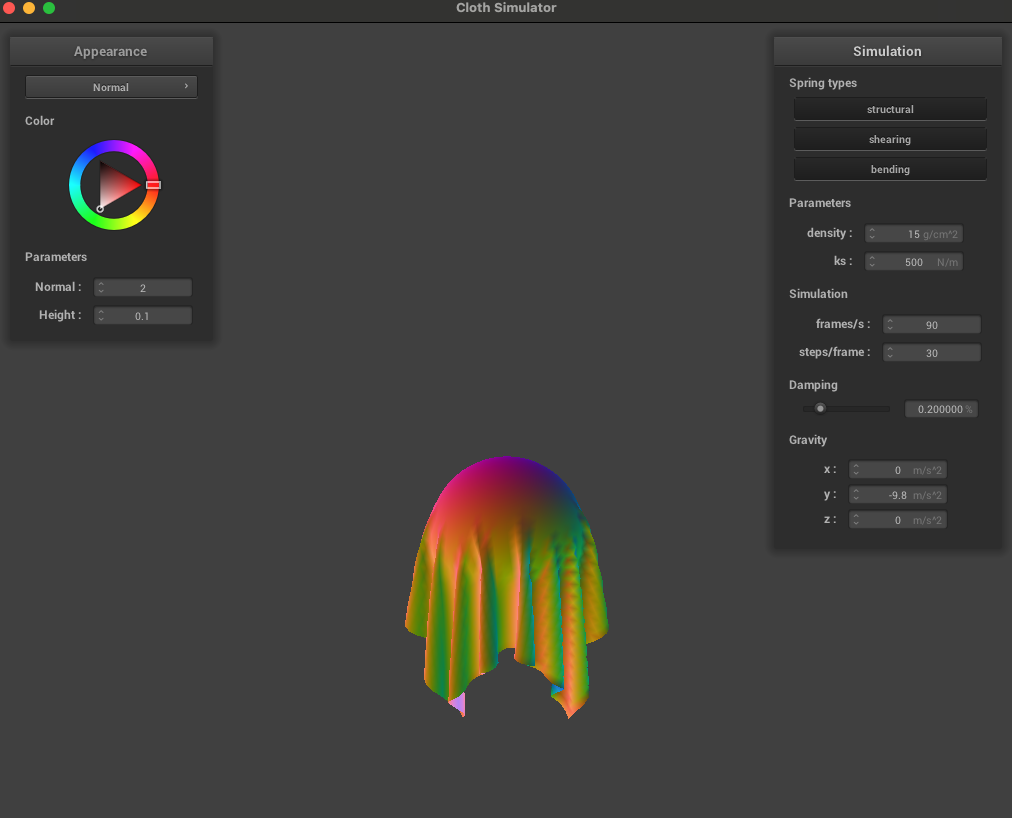 Cloth Simulator
Appearance
Normal
Color
Parameters
Normal : 2
Height : 0.1
Simulation
Spring types
structural
shearing
bending
Parameters
density : 15 g/cm^2
ks : 500 N/m
Simulation
frames/s : 90
steps/frame : 30
Damping
0.200000 %
Gravity
x : 0 m/s^2
y : -9.8 m/s^2
z : 0 m/s^2